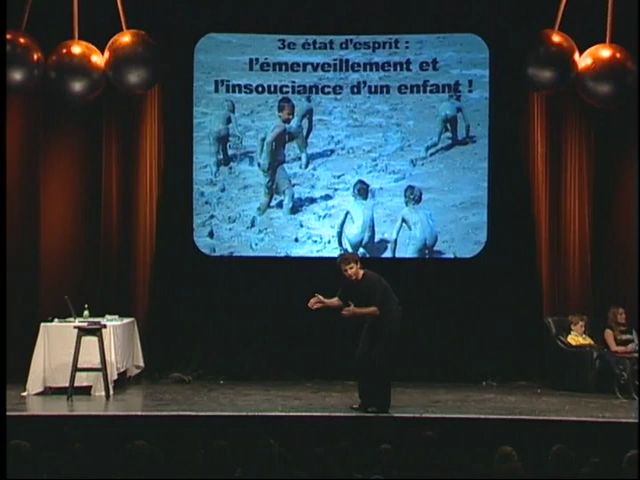 3e état d'esprit :
l'émerveillement et
l'insouciance d'un enfant !